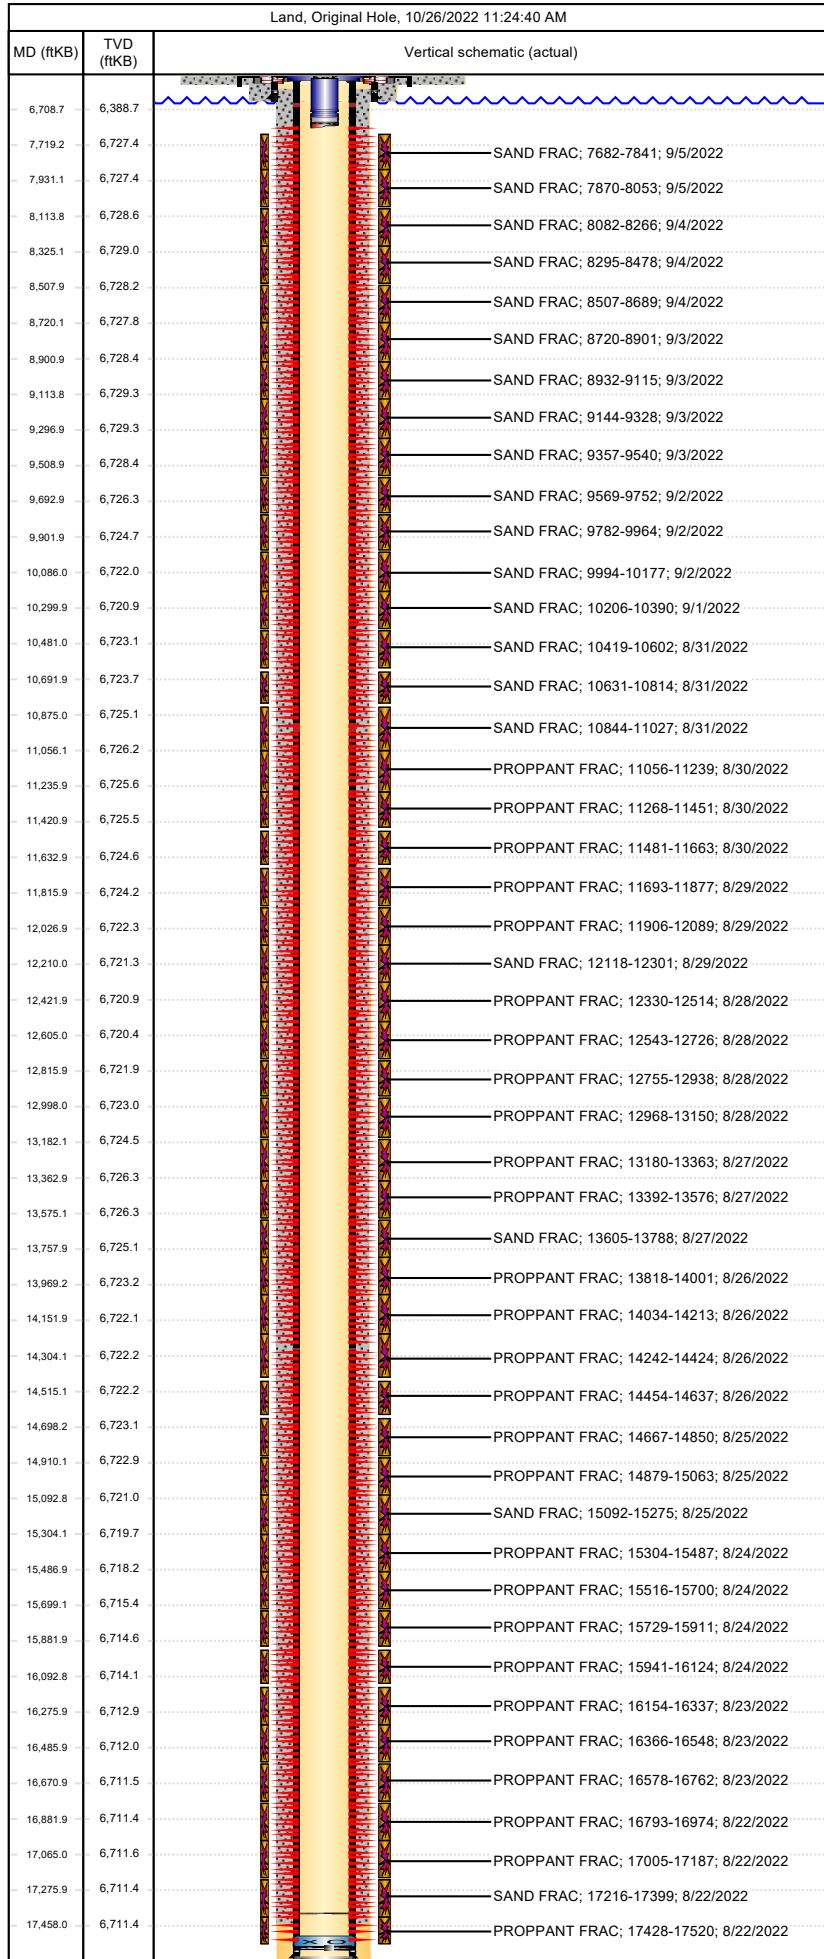 Land, Original Hole, 10/26/2022 11:24:40 AM
MD (ftKB) TVD (ftKB) Vertical schematic (actual)
6,708.7 6,388.7
7,719.2 6,727.4
SAND FRAC; 7682-7841; 9/5/2022
7,931.1 6,727.4
SAND FRAC; 7870-8053; 9/5/2022
8,113.8 6,728.6
SAND FRAC; 8082-8266; 9/4/2022
8,325.1 6,729.0
SAND FRAC; 8295-8478; 9/4/2022
8,507.9 6,728.2
SAND FRAC; 8507-8689; 9/4/2022
8,720.1 6,727.8
SAND FRAC; 8720-8901; 9/3/2022
8,900.9 6,728.4
SAND FRAC; 8932-9115; 9/3/2022
9,113.8 6,729.3
SAND FRAC; 9144-9328; 9/3/2022
9,296.9 6,729.3
SAND FRAC; 9357-9540; 9/3/2022
9,508.9 6,728.4
SAND FRAC; 9569-9752; 9/2/2022
9,692.9 6,726.3
SAND FRAC; 9782-9964; 9/2/2022
9,901.9 6,724.7
SAND FRAC; 9994-10177; 9/2/2022
10,086.0 6,722.0
SAND FRAC; 10206-10390; 9/1/2022
10,299.9 6,720.9
10,481.0 6,723.1
SAND FRAC; 10419-10602; 8/31/2022
10,691.9 6,723.7
SAND FRAC; 10631-10814; 8/31/2022
10,875.0 6,725.1
SAND FRAC; 10844-11027; 8/31/2022
11,056.1 6,726.2
PROPPANT FRAC; 11056-11239; 8/30/2022
11,235.9 6,725.6
PROPPANT FRAC; 11268-11451; 8/30/2022
11,420.9 6,725.5
PROPPANT FRAC; 11481-11663; 8/30/2022
11,632.9 6,724.6
PROPPANT FRAC; 11693-11877; 8/29/2022
11,815.9 6,724.2
PROPPANT FRAC; 11906-12089; 8/29/2022
12,026.9 6,722.3
12,210.0 6,721.3
SAND FRAC; 12118-12301; 8/29/2022
12,421.9 6,720.9
PROPPANT FRAC; 12330-12514; 8/28/2022
12,605.0 6,720.4
PROPPANT FRAC; 12543-12726; 8/28/2022
12,815.9 6,721.9
PROPPANT FRAC; 12755-12938; 8/28/2022
12,998.0 6,723.0
PROPPANT FRAC; 12968-13150; 8/28/2022
13,182.1 6,724.5
PROPPANT FRAC; 13180-13363; 8/27/2022
13,362.9 6,726.3
PROPPANT FRAC; 13392-13576; 8/27/2022
13,575.1 6,726.3
SAND FRAC; 13605-13788; 8/27/2022
13,757.9 6,725.1
PROPPANT FRAC; 13818-14001; 8/26/2022
13,969.2 6,723.2
PROPPANT FRAC; 14034-14213; 8/26/2022
14,151.9 6,722.1
14,304.1 6,722.2
PROPPANT FRAC; 14242-14424; 8/26/2022
14,515.1 6,722.2
PROPPANT FRAC; 14454-14637; 8/26/2022
14,698.2 6,723.1
PROPPANT FRAC; 14667-14850; 8/25/2022
14,910.1 6,722.9
PROPPANT FRAC; 14879-15063; 8/25/2022
15,092.8 6,721.0
SAND FRAC; 15092-15275; 8/25/2022
15,304.1 6,719.7
PROPPANT FRAC; 15304-15487; 8/24/2022
15,486.9 6,718.2
PROPPANT FRAC; 15516-15700; 8/24/2022
15,699.1 6,715.4
PROPPANT FRAC; 15729-15911; 8/24/2022
15,881.9 6,714.6
PROPPANT FRAC; 15941-16124; 8/24/2022
16,092.8 6,714.1
PROPPANT FRAC; 16154-16337; 8/23/2022
16,275.9 6,712.9
PROPPANT FRAC; 16366-16548; 8/23/2022
16,485.9 6,712.0
16,670.9 6,711.5
PROPPANT FRAC; 16578-16762; 8/23/2022
16,881.9 6,711.4
PROPPANT FRAC; 16793-16974; 8/22/2022
17,065.0 6,711.6
PROPPANT FRAC; 17005-17187; 8/22/2022
17,275.9 6,711.4
SAND FRAC; 17216-17399; 8/22/2022
17,458.0 6,711.4
PROPPANT FRAC; 17428-17520; 8/22/2022
X O